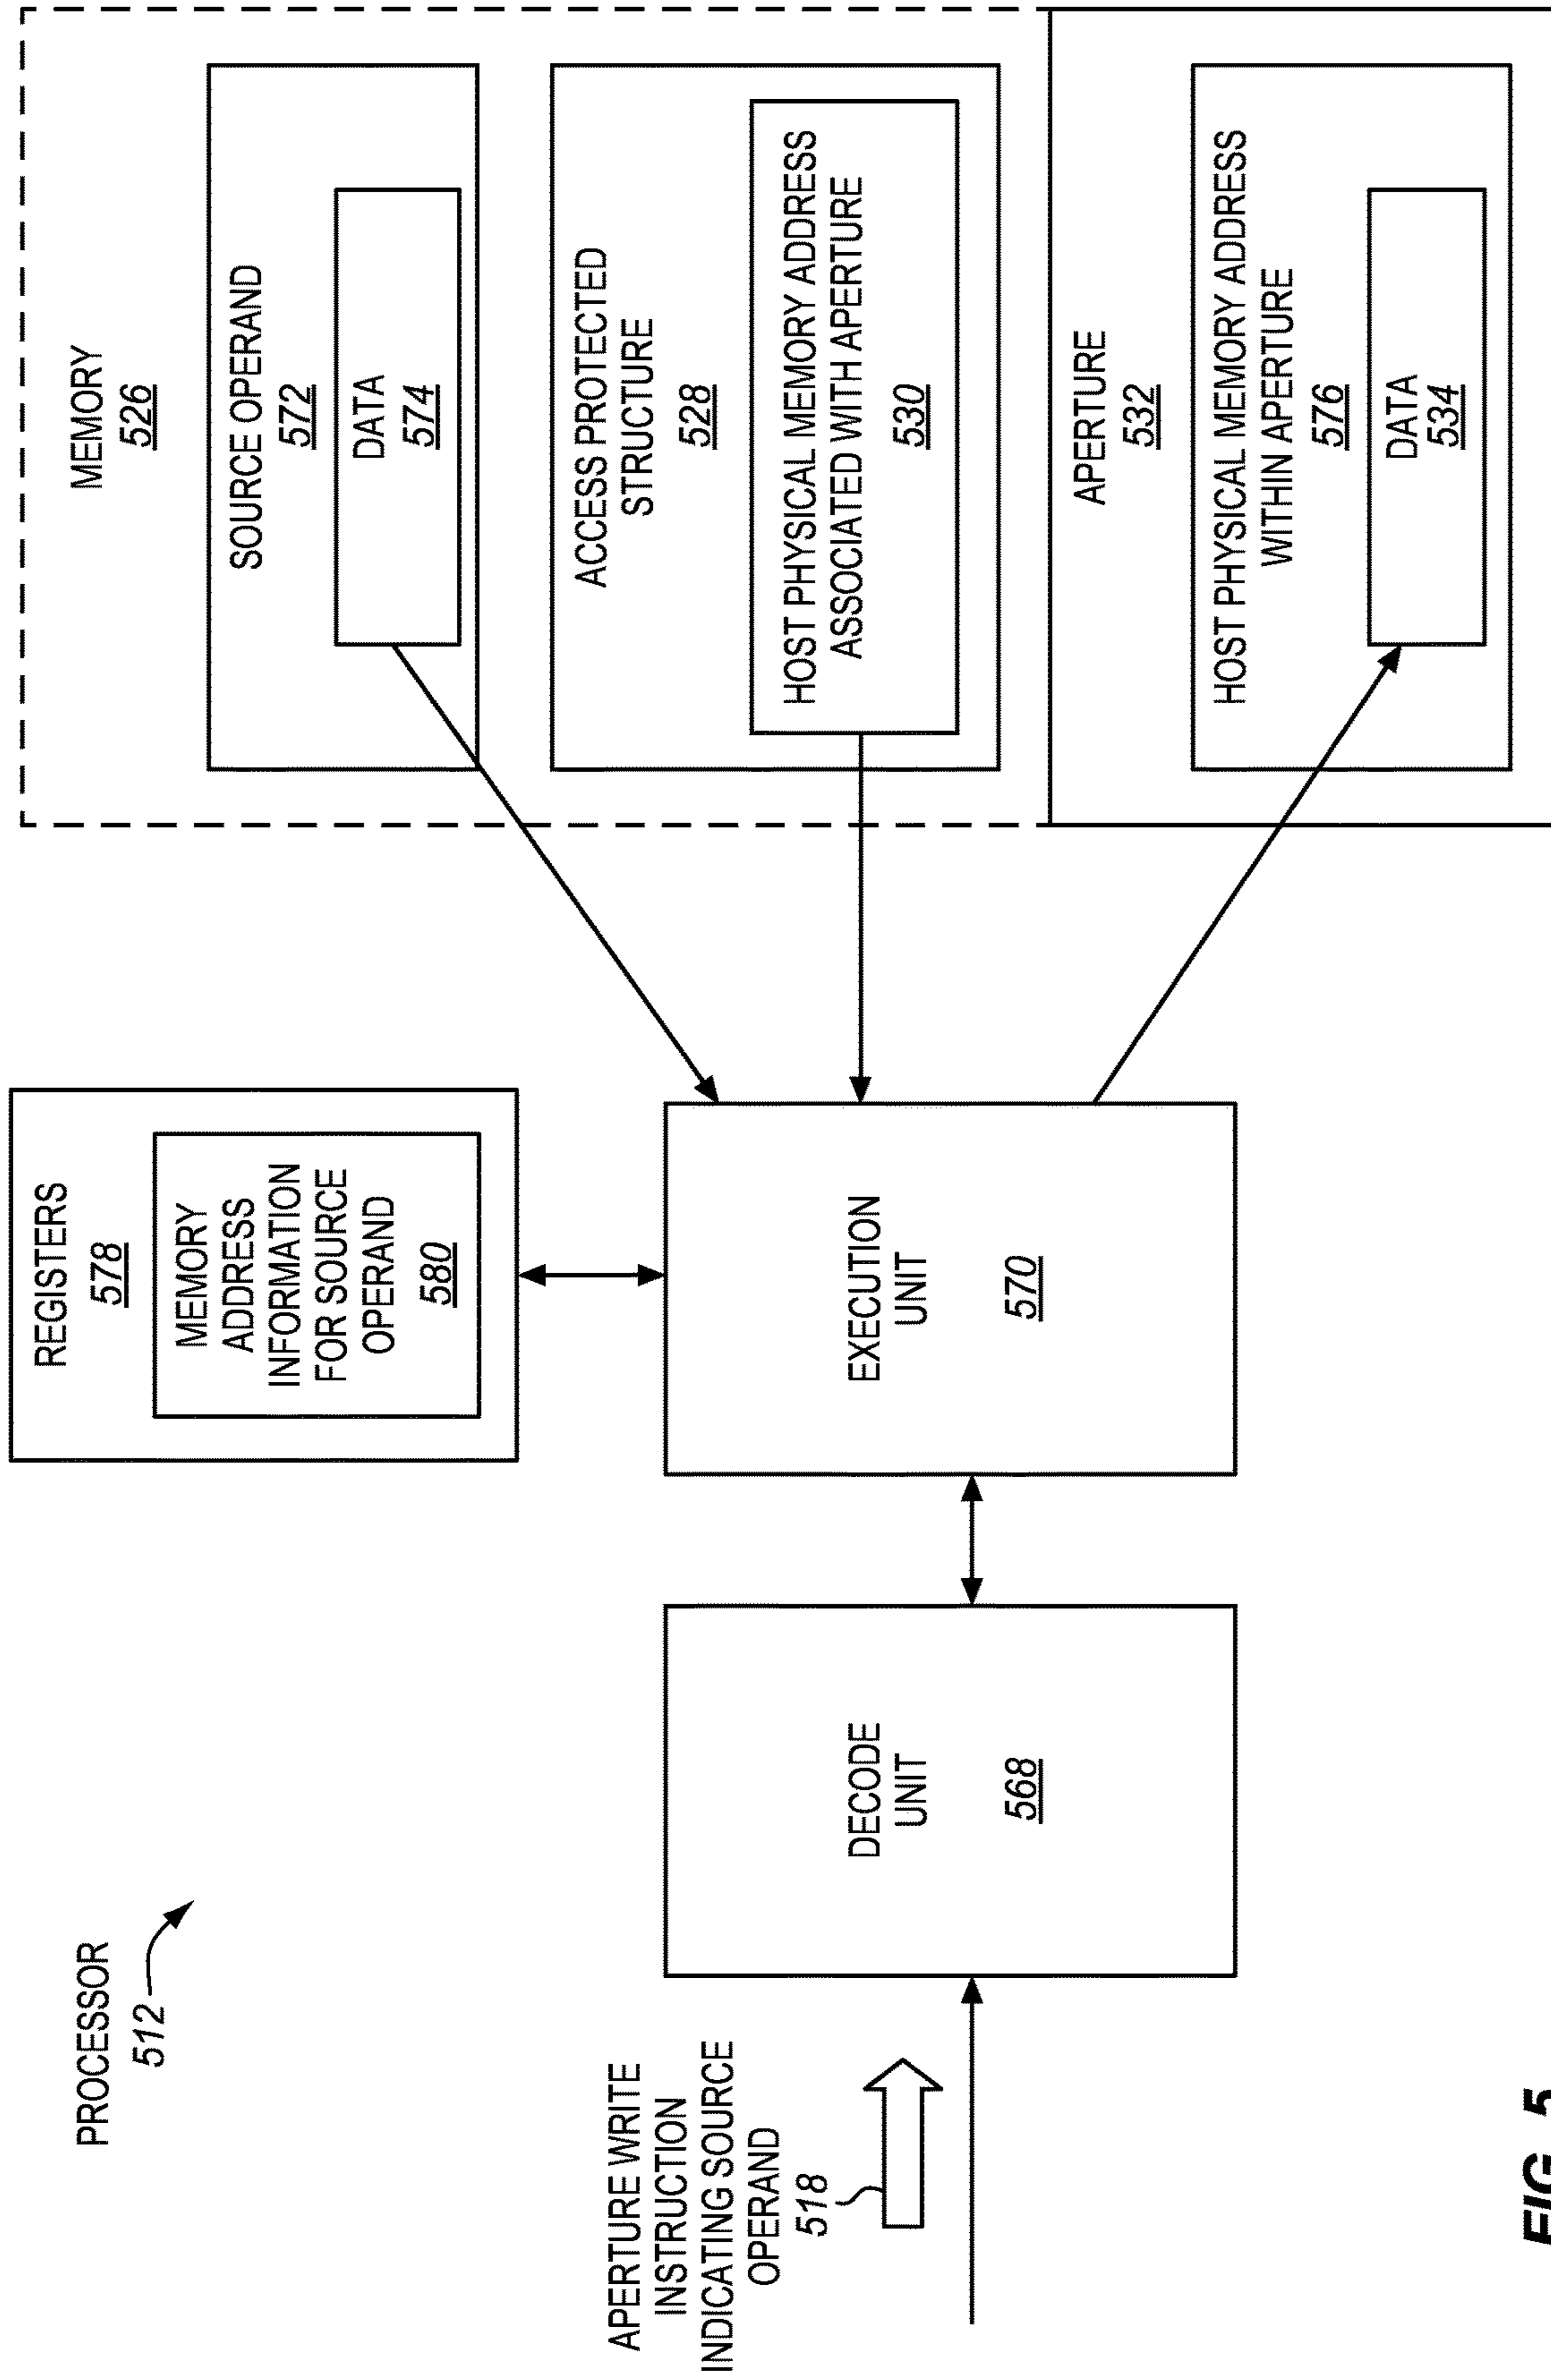 PROCESSOR
512
REGISTERS
578
MEMORY
ADDRESS
INFORMATION
FOR SOURCE
OPERAND
580
MEMORY
526
SOURCE OPERAND
572
DATA
574
APERTURE WRITE
INSTRUCTION
INDICATING SOURCE
OPERAND
518
DECODE
UNIT
568
EXECUTION
UNIT
570
ACCESS PROTECTED
STRUCTURE
528
HOST PHYSICAL MEMORY ADDRESS
ASSOCIATED WITH APERTURE
530
APERTURE
532
HOST PHYSICAL MEMORY ADDRESS
WITHIN APERTURE
576
DATA
534
FIG. 5